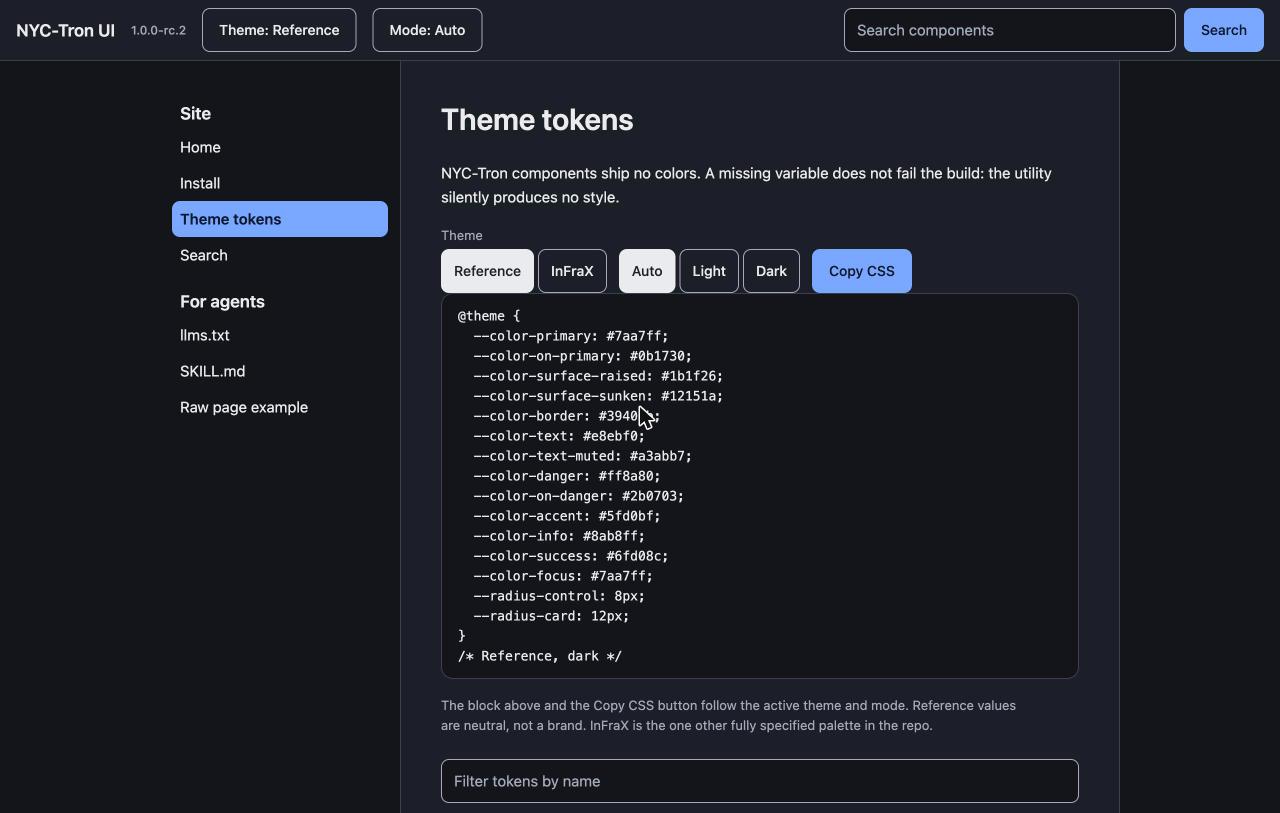 NYC-Tron UI 1.0.0-rc.2 Theme: Reference Mode: Auto Search components Search
Site
Home
Install
Theme tokens
Search
For agents
llms.txt
SKILL.md
Raw page example
Theme tokens
NYC-Tron components ship no colors. A missing variable does not fail the build: the utility
silently produces no style.
Theme
Reference InFraX Auto Light Dark Copy CSS
@theme {
--color-primary: #7aa7ff;
--color-on-primary: #0b1730;
--color-surface-raised: #1b1f26;
--color-surface-sunken: #12151a;
--color-border:
--color-text: #e8ebf0;
--color-text-muted: #a3abb7;
--color-danger: #ff8a80;
--color-on-danger: #2b0703;
--color-accent: #5fd0bf;
--color-info: #8ab8ff;
--color-success: #6fd08c;
--color-focus: #7aa7ff;
--radius-control: 8px;
--radius-card: 12px;
}
/* Reference, dark */
The block above and the Copy CSS button follow the active theme and mode. Reference values
are neutral, not a brand. InFraX is the one other fully specified palette in the repo.
Filter tokens by name